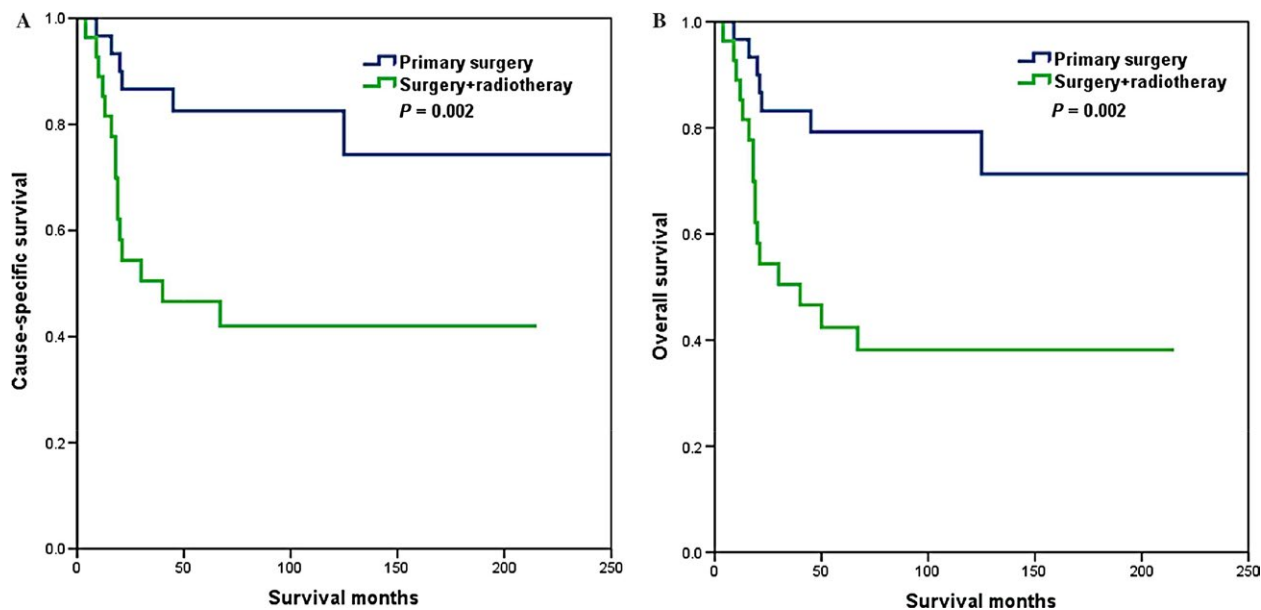 A
Cause-specific survival
1.0
0.8
0.6
0.4
0.2
0.0
Primary surgery
Surgery+radiotheray
P = 0.002
0 50 100 150 200 250
Survival months
B
Overall survival
1.0
0.8
0.6
0.4
0.2
0.0
Primary surgery
Surgery+radiotheray
P = 0.002
0 50 100 150 200 250
Survival months